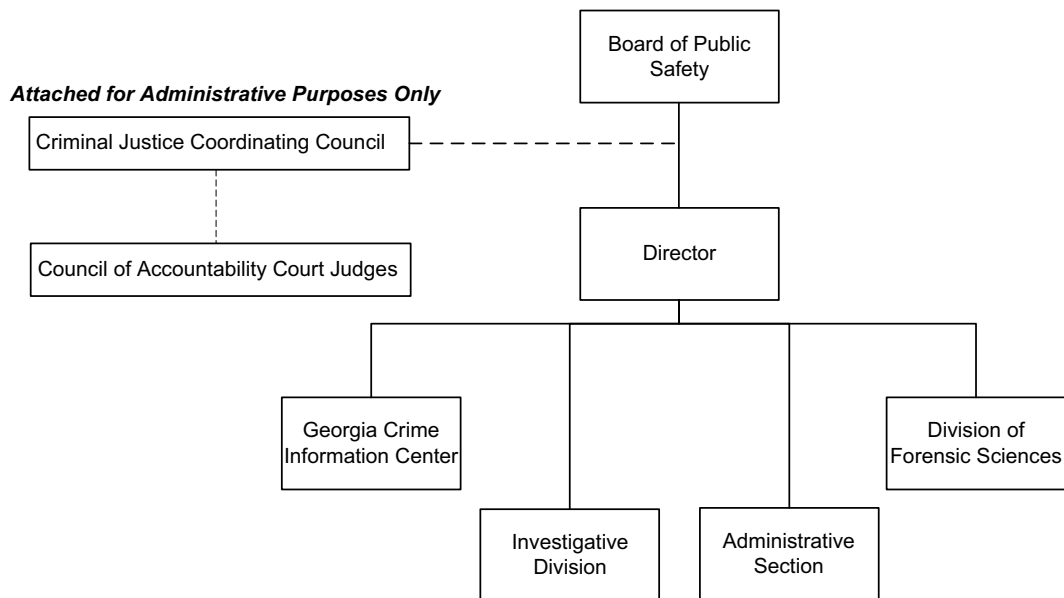 Board of Public
Safety
Attached for Administrative Purposes Only
Criminal Justice Coordinating Council
Director
Council of Accountability Court Judges
Georgia Crime
Information Center
Division of
Forensic Sciences
Investigative
Division
Administrative
Section